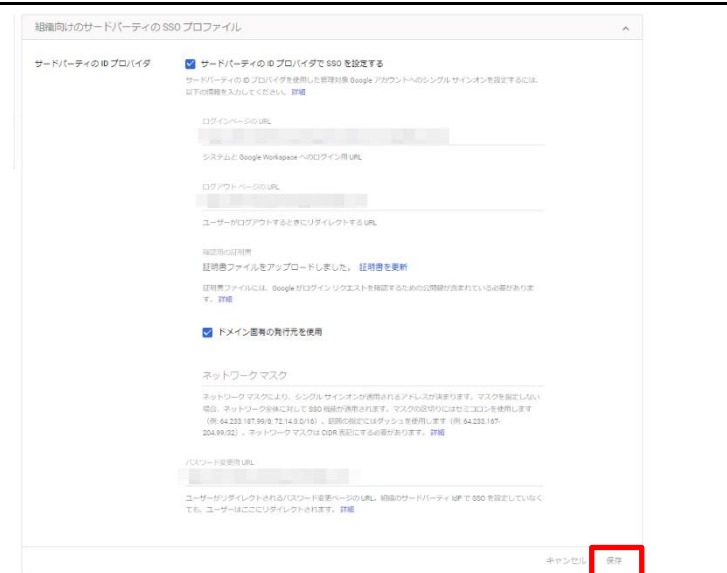 組織向けのサードパーティの SSO プロファイル
サードパーティの ID プロバイダ
サードパーティの ID プロバイダで SSO を設定する
サードパーティの ID プロバイダを使用した管理対象 Google アカウントへのシングル サインオンを設定するには、
以下の情報を入力してください。 詳細
ログインページの URL
システムと Google Workspace へのログイン用 URL
ログアウト ページの URL
ユーザーがログアウトするときにリダイレクトする URL
確認用の証明書
証明書ファイルをアップロードしました。 証明書を更新
証明書ファイルには、Google がログイン リクエストを確認するための公開鍵が含まれている必要がありま
す。 詳細
ドメイン固有の発行元を使用
ネットワーク マスク
ネットワーク マスクにより、シングル サインオンが適用されるアドレスが決まります。マスクを指定しない
場合、ネットワーク全体に対して SSO 機能が適用されます。マスクの区切りにはセミコロンを使用します
（例: 64.233.187.99/8; 72.14.0.0/16）。範囲の指定にはダッシュを使用します（例: 64.233.167-
204.99/32）。ネットワーク マスクは CIDR 表記にする必要があります。 詳細
パスワード変更用 URL
ユーザーがリダイレクトされるパスワード変更ページの URL。組織のサードパーティ IdP で SSO を設定していなく
ても、ユーザーはここにリダイレクトされます。 詳細
キャンセル 保存